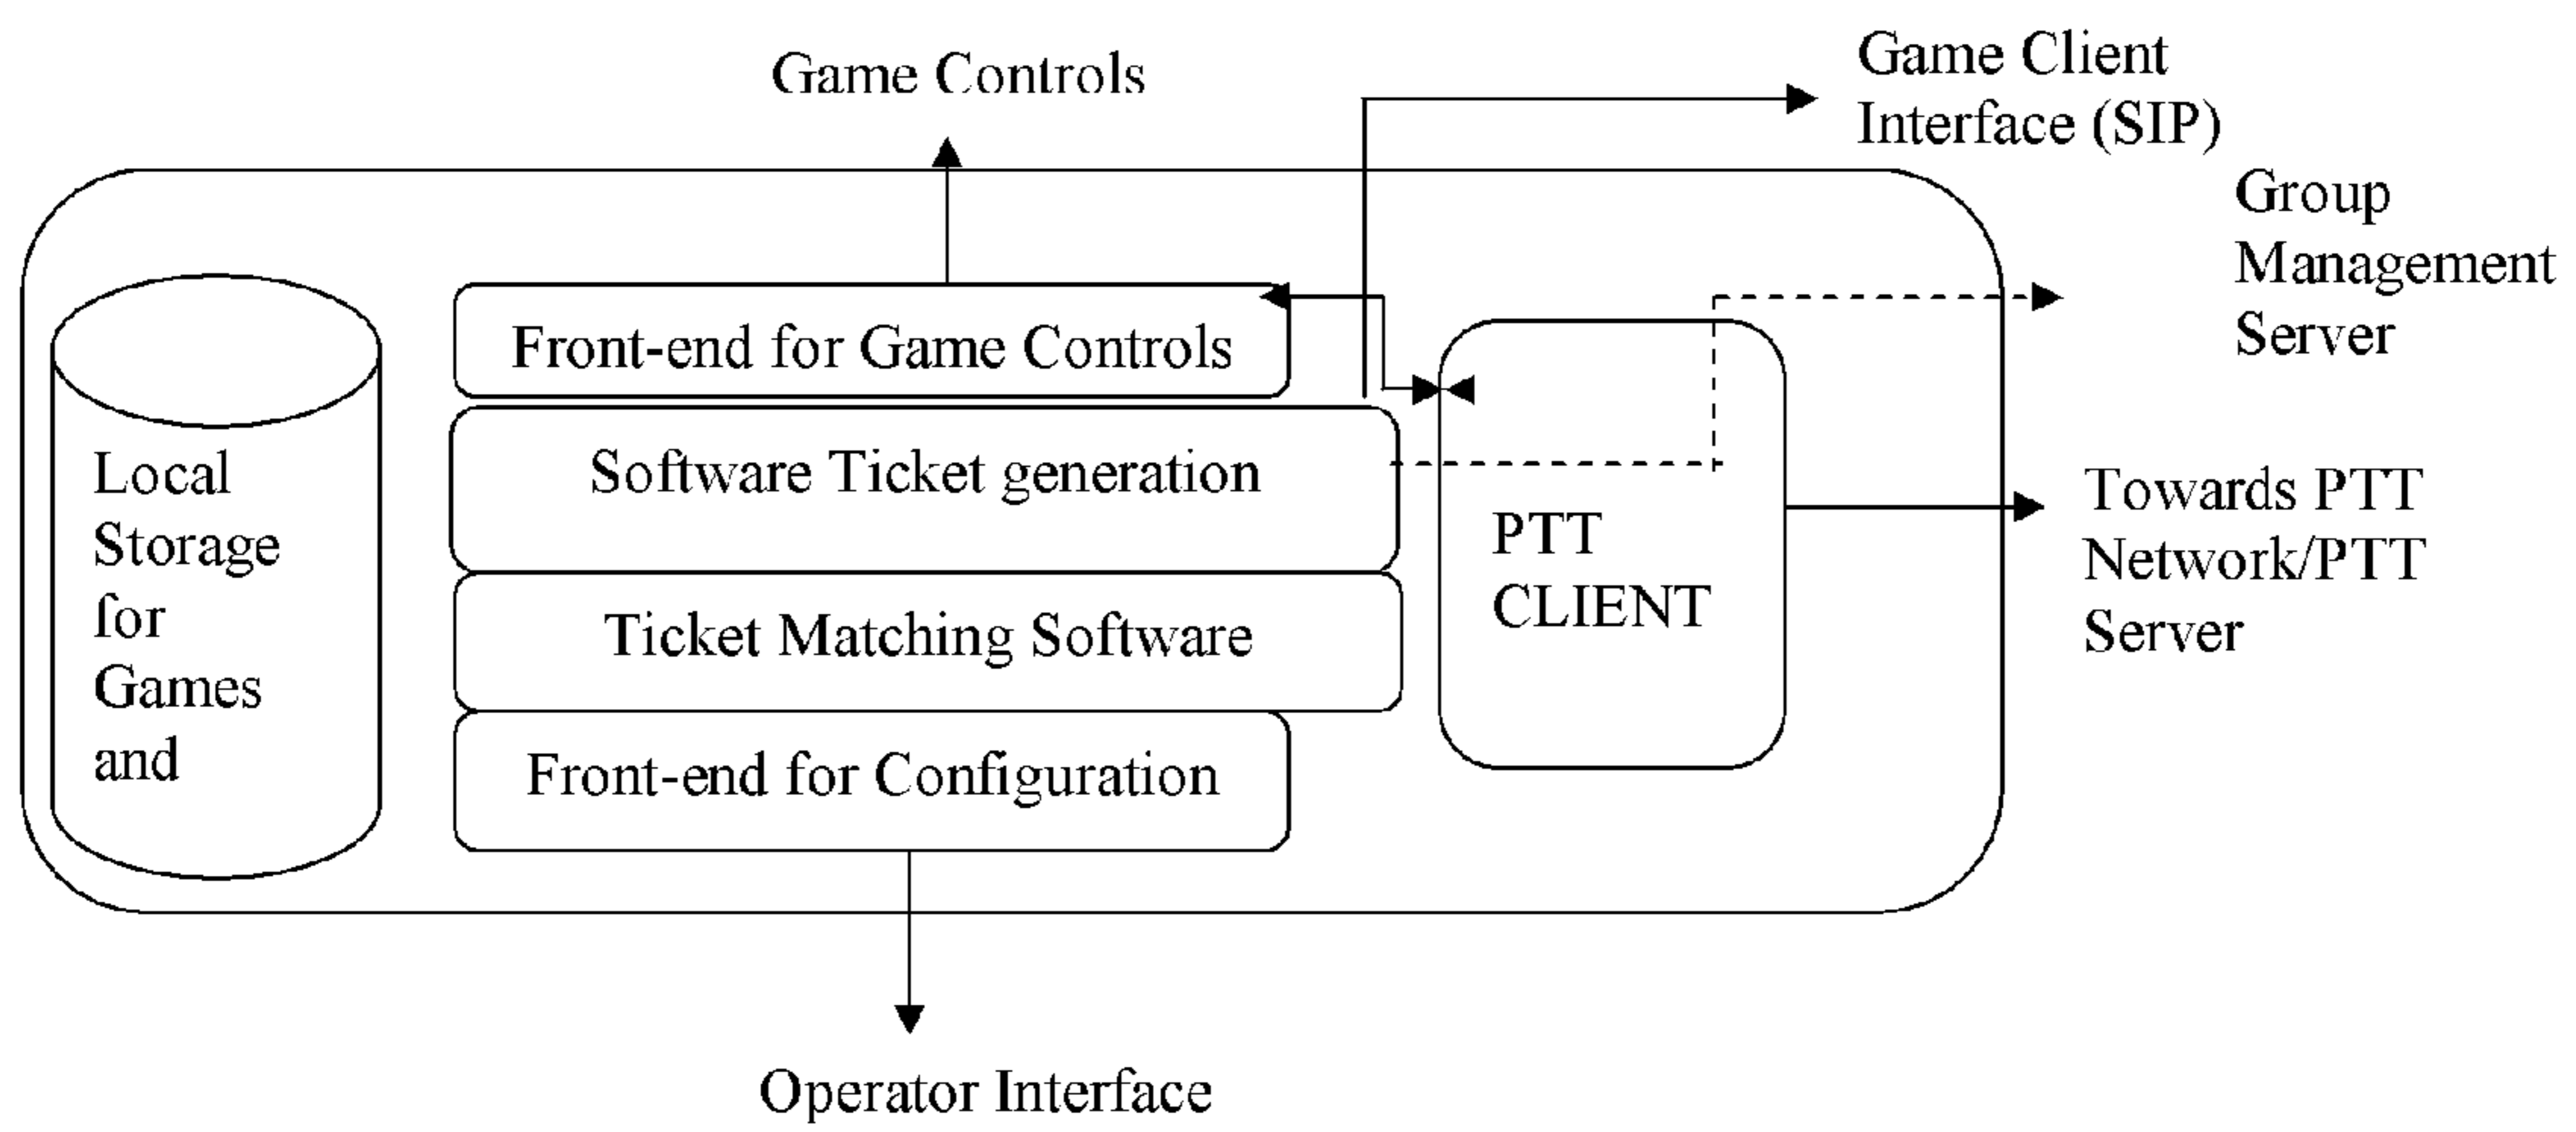 Game Controls
Game Client
Interface (SIP)
Group
Management
Server
Front-end for Game Controls
Software Ticket generation
Ticket Matching Software
Front-end for Configuration
Local
Storage
for
Games
and
PTT
CLIENT
Towards PTT
Network/PTT
Server
Operator Interface